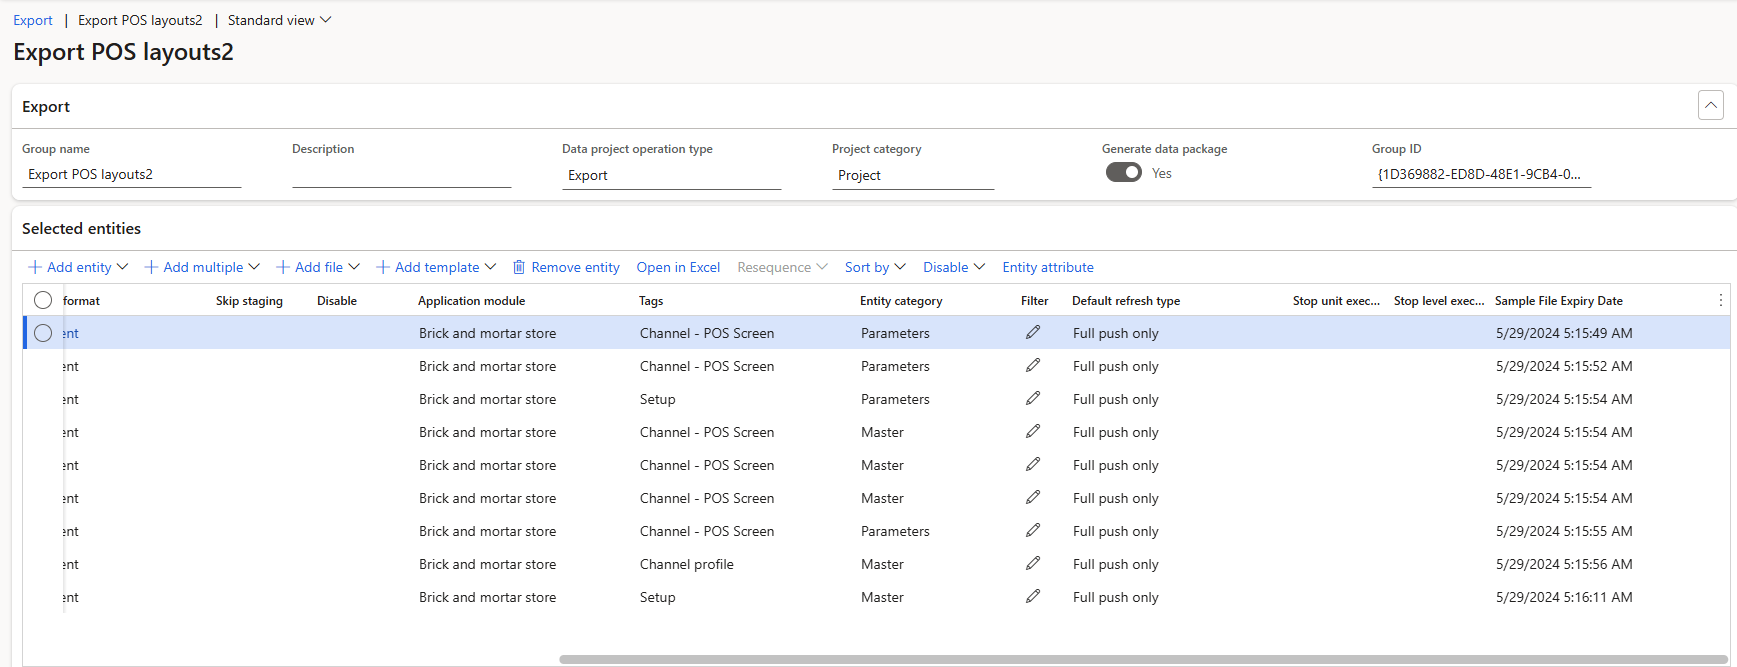 Export | Export POS layouts2 | Standard view
Export POS layouts2
Export
Group name Description Data project operation type Project category Generate data package Group ID
Export POS layouts2 Export Project Yes {1D369882-ED8D-48E1-9CB4-0...
Selected entities
Add entity Add multiple Add file Add template Remove entity Open in Excel Resequence Sort by Disable Entity attribute
format Skip staging Disable Application module Tags Entity category Filter Default refresh type Stop unit exec... Stop level exec... Sample File Expiry Date
ent Brick and mortar store Channel - POS Screen Parameters Full push only 5/29/2024 5:15:49 AM
ent Brick and mortar store Channel - POS Screen Parameters Full push only 5/29/2024 5:15:52 AM
ent Brick and mortar store Setup Parameters Full push only 5/29/2024 5:15:54 AM
ent Brick and mortar store Channel - POS Screen Master Full push only 5/29/2024 5:15:54 AM
ent Brick and mortar store Channel - POS Screen Master Full push only 5/29/2024 5:15:54 AM
ent Brick and mortar store Channel - POS Screen Master Full push only 5/29/2024 5:15:54 AM
ent Brick and mortar store Channel - POS Screen Parameters Full push only 5/29/2024 5:15:55 AM
ent Brick and mortar store Channel profile Master Full push only 5/29/2024 5:15:56 AM
ent Brick and mortar store Setup Master Full push only 5/29/2024 5:16:11 AM